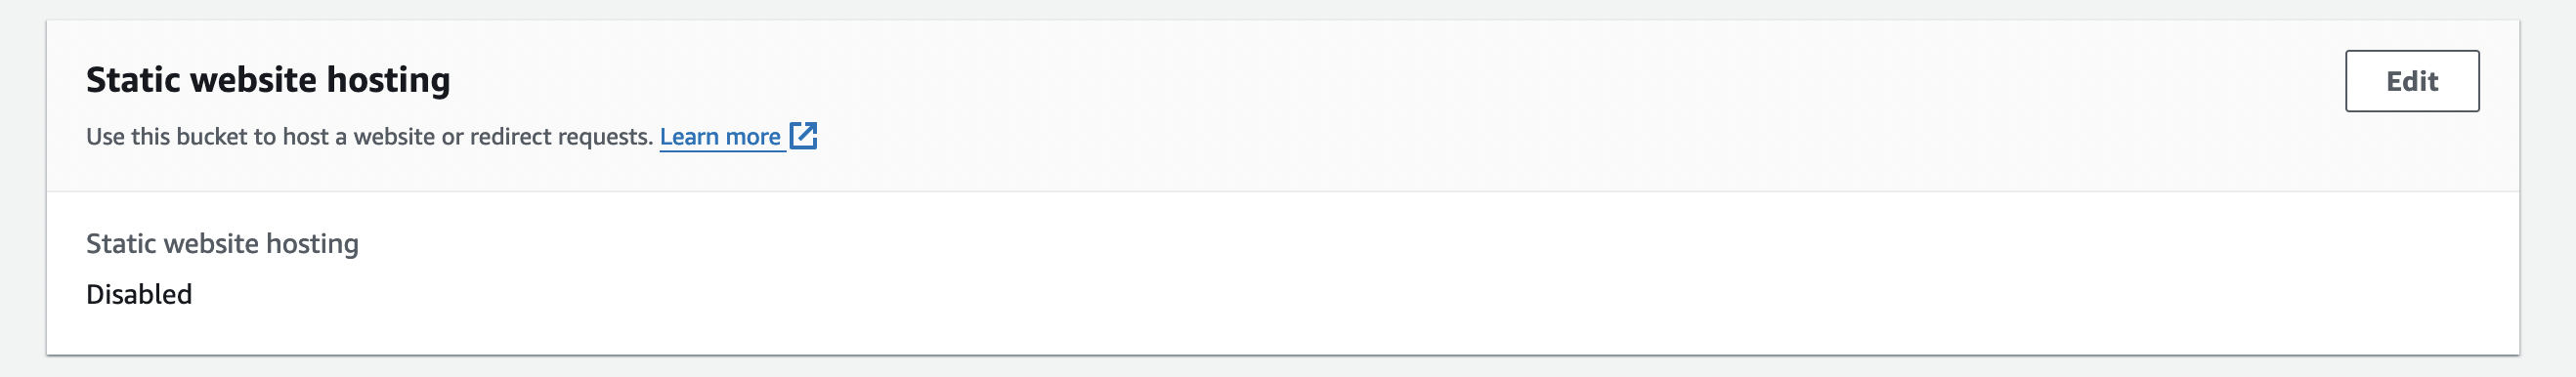 Static website hosting
Edit
Use this bucket to host a website or redirect requests. Learn more
Static website hosting
Disabled